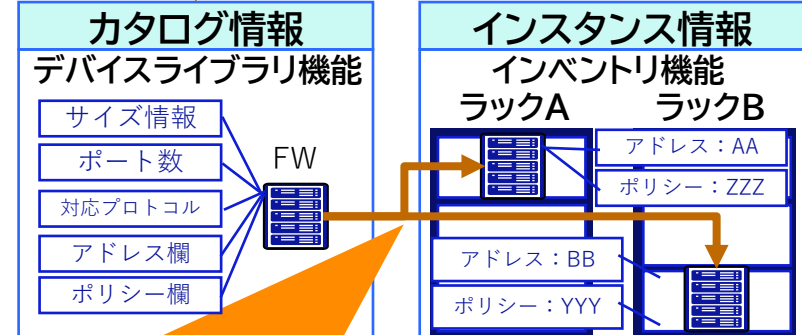 カタログ情報
デバイスライブラリ機能
サイズ情報
ポート数
対応プロトコル
アドレス欄
ポリシー欄
FW
インスタンス情報
インベントリ機能
ラックA
ラックB
アドレス：AA
ポリシー：ZZZ
アドレス：BB
ポリシー：YYY